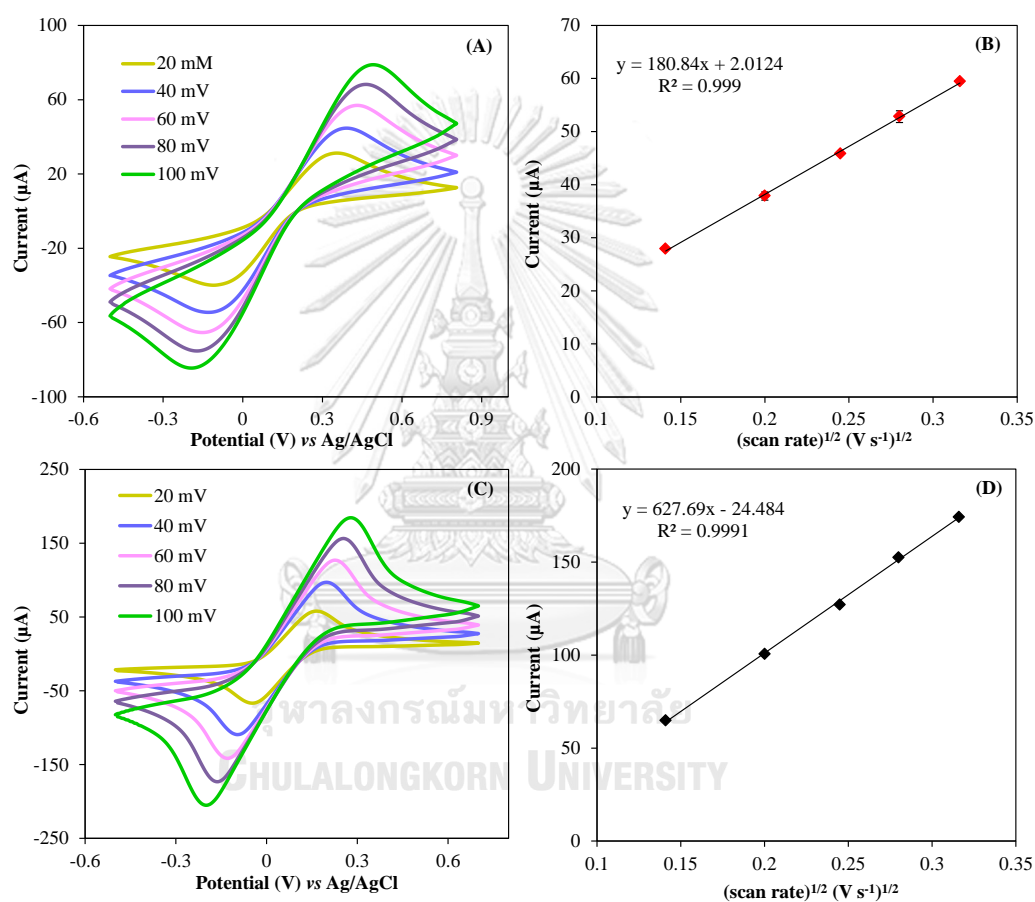 (A)
20 mM
40 mV
60 mV
80 mV
100 mV
100
60
20
-20
-60
-100
-0.6
-0.3
0
0.3
0.6
0.9
Current (µA)
Potential (V) vs Ag/AgCl
(B)
y = 180.84x + 2.0124
R² = 0.999
70
60
50
40
30
20
10
0
0.1
0.15
0.2
0.25
0.3
0.35
Current (µA)
(scan rate)¹/² (V s⁻¹)¹/²
(C)
20 mV
40 mV
60 mV
80 mV
100 mV
250
150
50
-50
-150
-250
-0.6
-0.3
0
0.3
0.6
Current (µA)
Potential (V) vs Ag/AgCl
(D)
y = 627.69x - 24.484
R² = 0.9991
200
150
100
50
0
0.1
0.15
0.2
0.25
0.3
0.35
Current (µA)
(scan rate)¹/² (V s⁻¹)¹/²
จุฬาลงกรณ์มหาวิทยาลัย
CHULALONGKORN UNIVERSITY